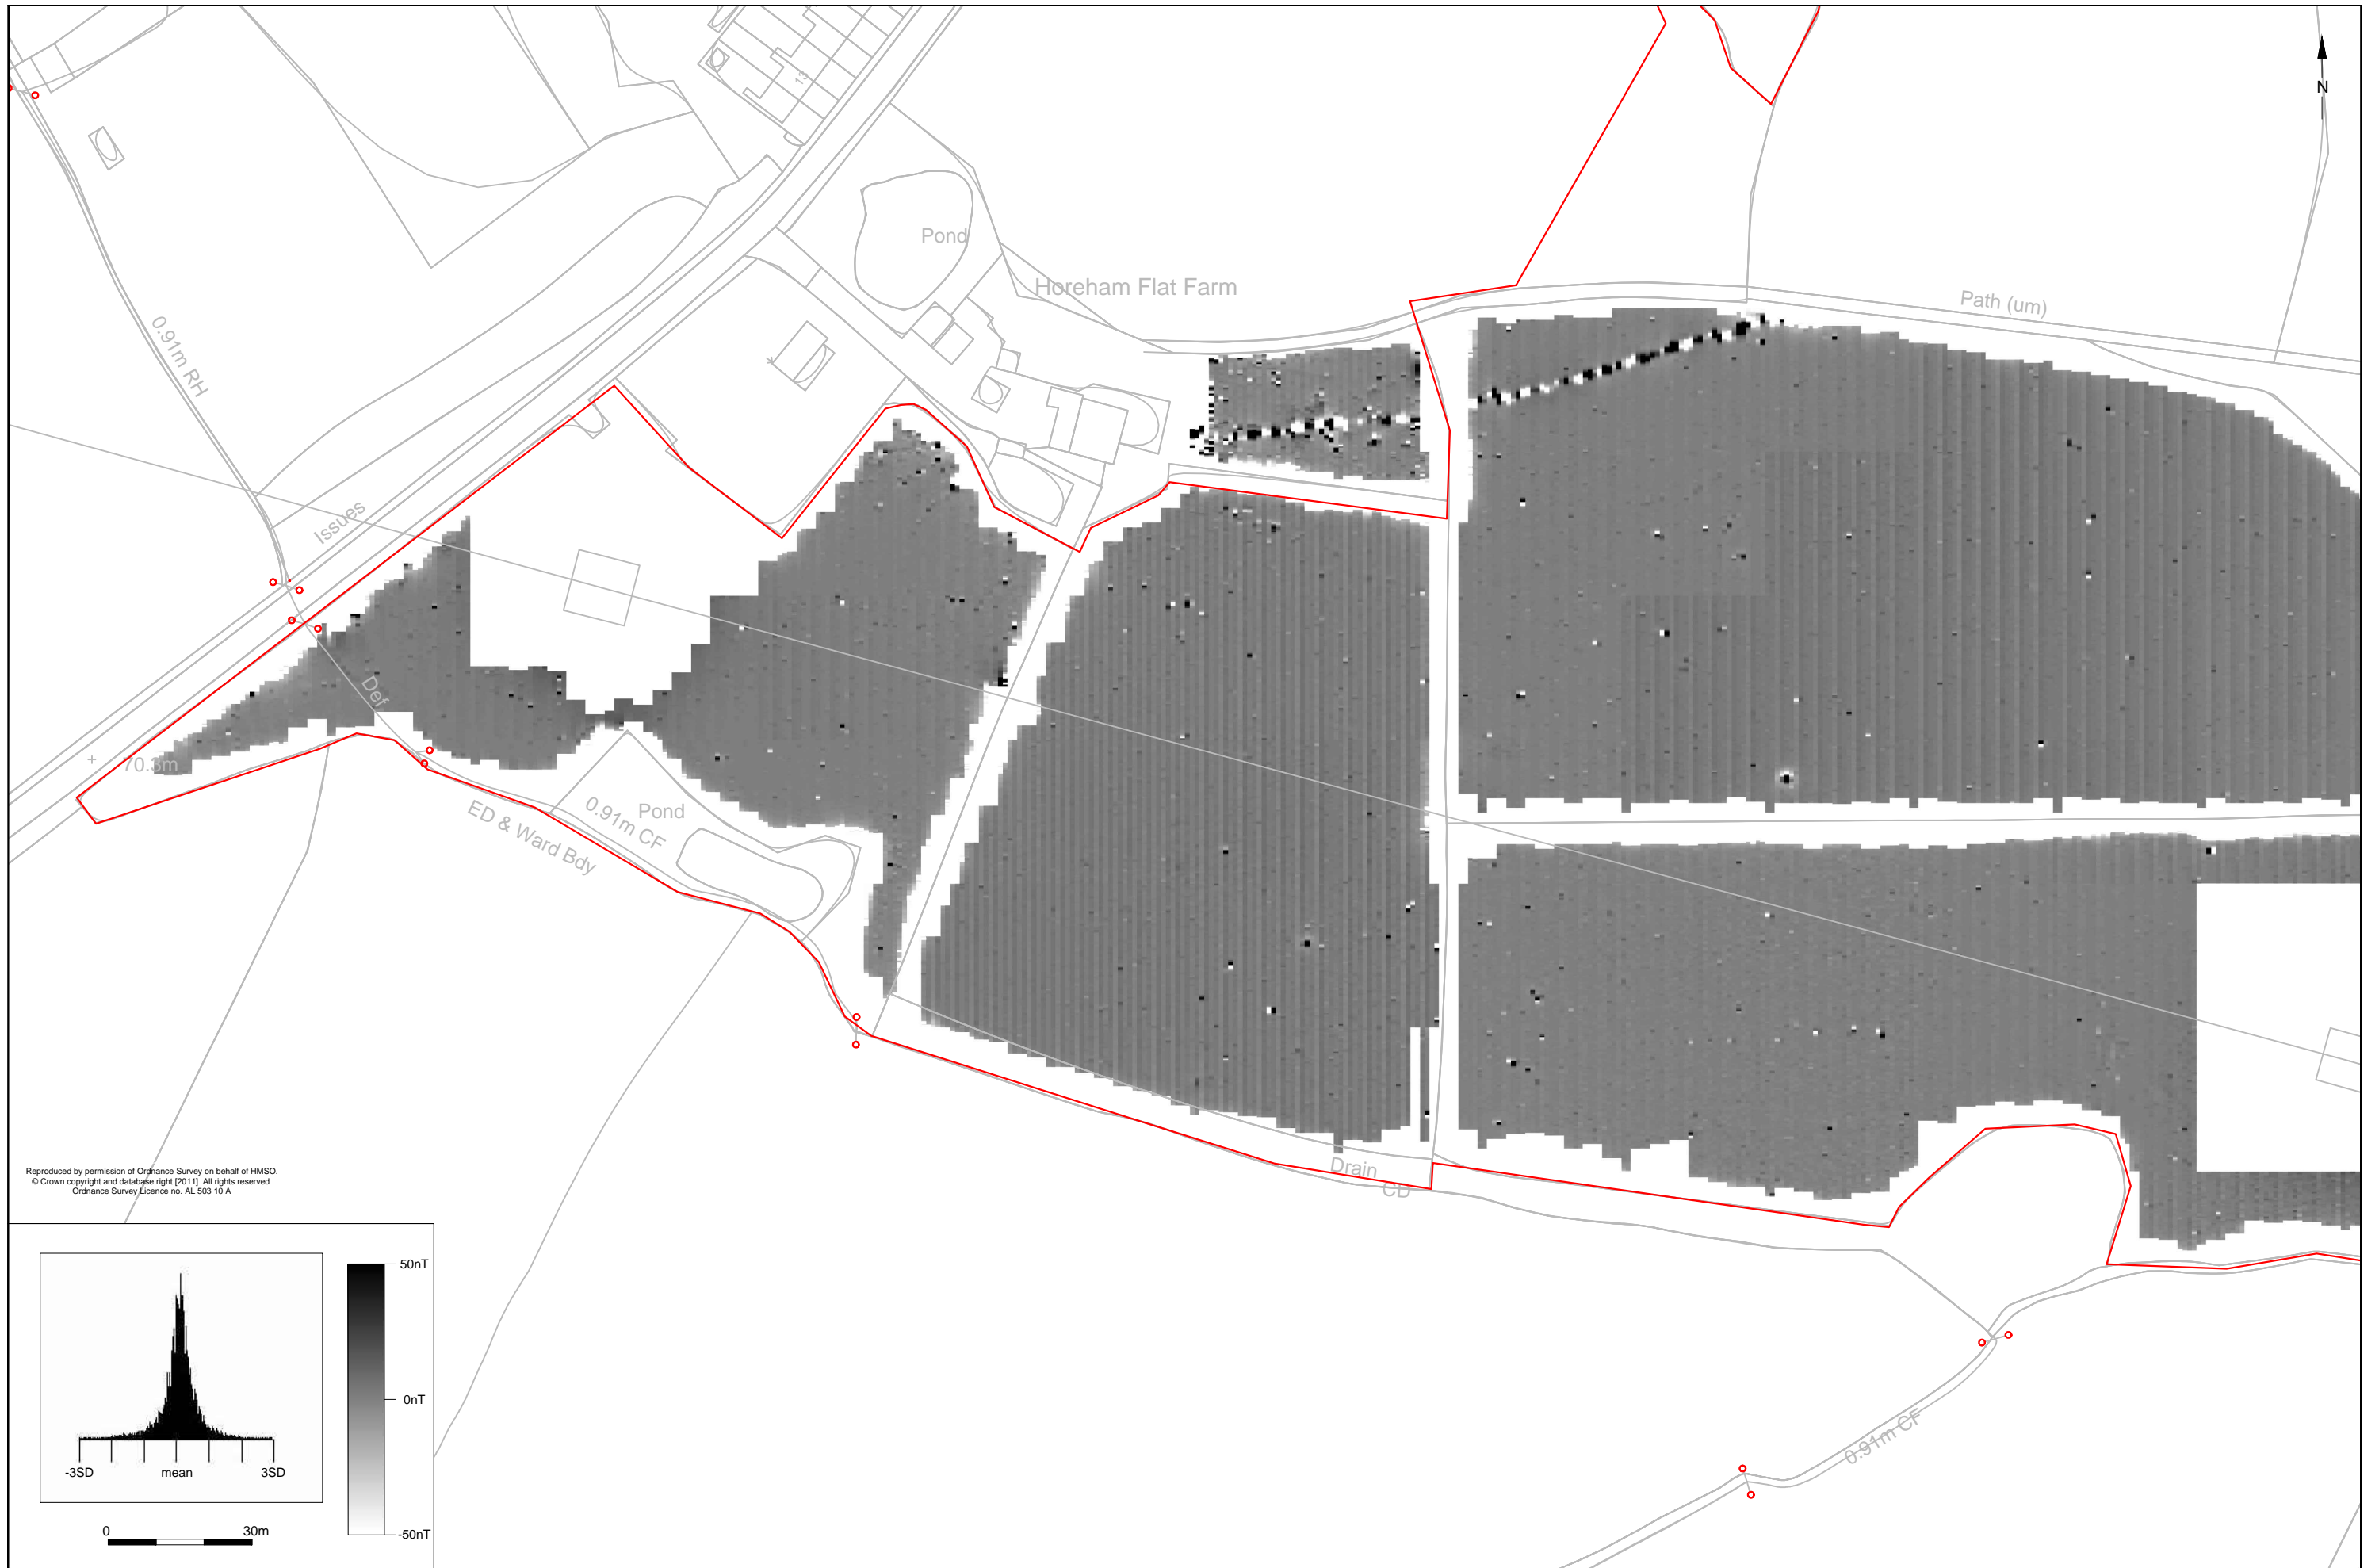 13
N
Pond
Horeham Flat Farm
Path (um)
0.91m RH
Issues
Def
70.3m
ED & Ward Bdy
0.91m CF
Pond
Drain
CD
0.91m CF
Reproduced by permission of Ordnance Survey on behalf of HMSO.
© Crown copyright and database right [2011]. All rights reserved.
Ordnance Survey Licence no. AL 503 10 A
50nT
0nT
-50nT
-3SD mean 3SD
0 30m